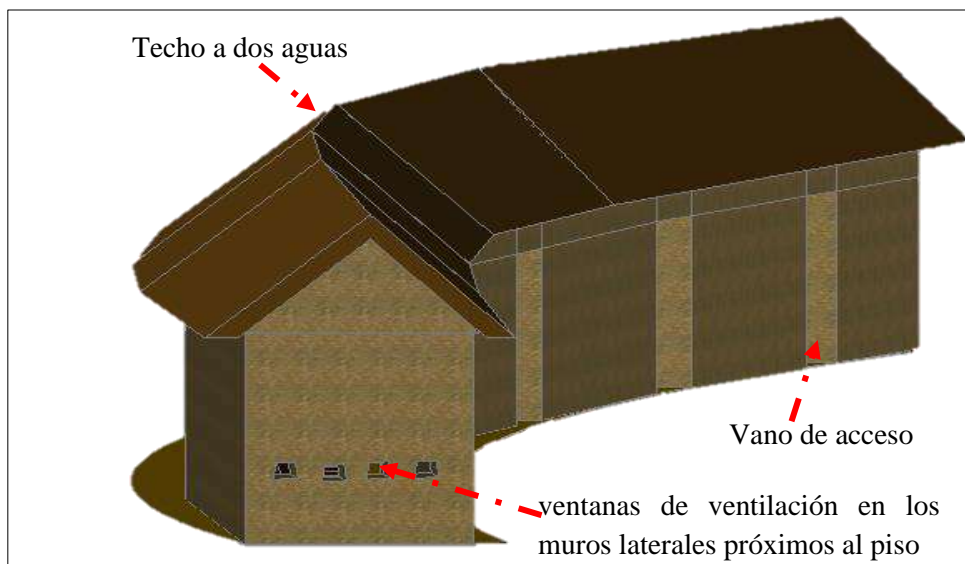 Techo a dos aguas
Vano de acceso
ventanas de ventilación en los
muros laterales próximos al piso